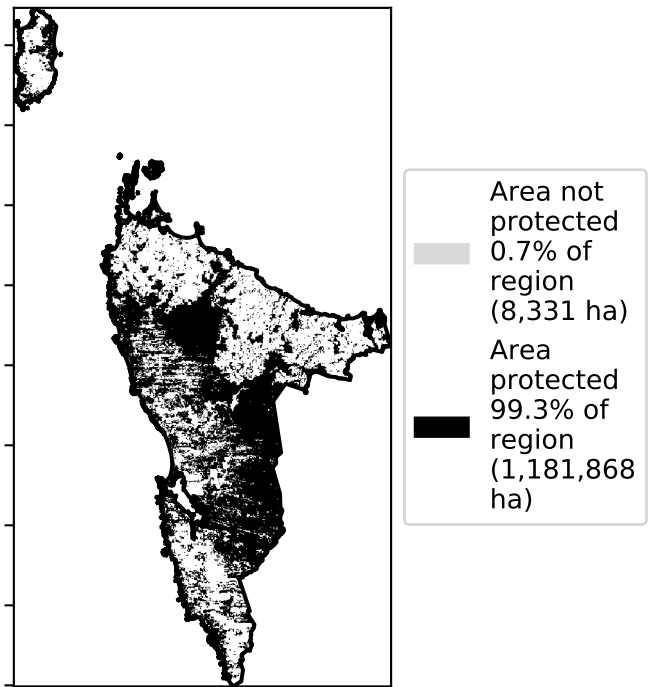 Area not
protected
0.7% of
region
(8,331 ha)
Area
protected
99.3% of
region
(1,181,868
ha)